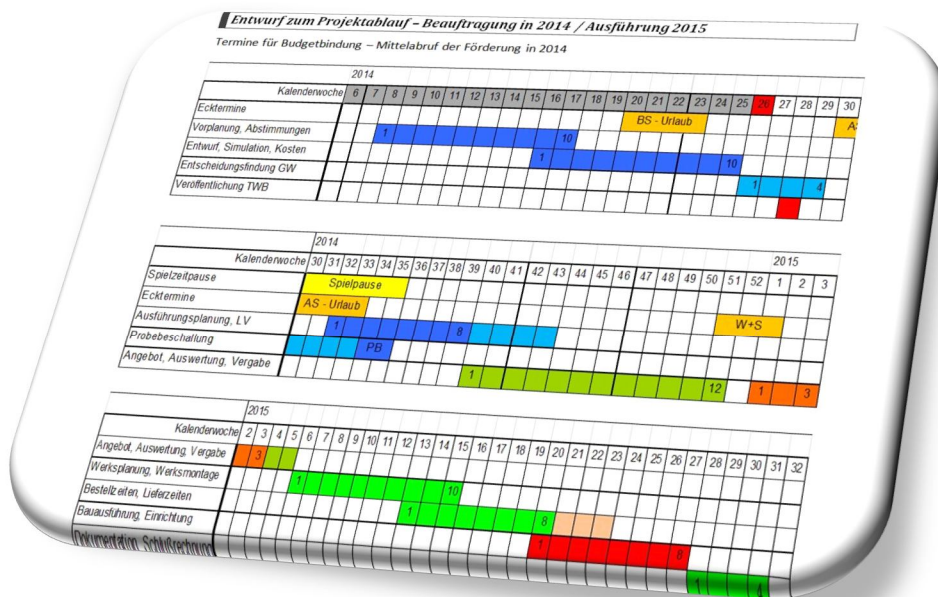 Entwurf zum Projektablauf – Beauftragung in 2014 / Ausführung 2015
Termine für Budgetbindung – Mittelabruf der Förderung in 2014
2014
Kalenderwoche 6 7 8 9 10 11 12 13 14 15 16 17 18 19 20 21 22 23 24 25 26 27 28 29 30
Ecktermine BS - Urlaub
Vorplanung, Abstimmungen 1 10
Entwurf, Simulation, Kosten 1 10
Entscheidungsfindung GW 1 4
Veröffentlichung TWB
2014 2015
Kalenderwoche 30 31 32 33 34 35 36 37 38 39 40 41 42 43 44 45 46 47 48 49 50 51 52 1 2 3
Spielzeitpause Spielpause
Ecktermine AS - Urlaub W+S
Ausführungsplanung, LV 1 8
Probebeschallung PB
Angebot, Auswertung, Vergabe 1 12 1 3
2015
Kalenderwoche 2 3 4 5 6 7 8 9 10 11 12 13 14 15 16 17 18 19 20 21 22 23 24 25 26 27 28 29 30 31 32
Angebot, Auswertung, Vergabe 3
Werksplanung, Werksmontage 1 10
Bestellzeiten, Lieferzeiten 1 8
Bauausführung, Einrichtung 1 8
Dokumentation, Schlußrechnung 1 4